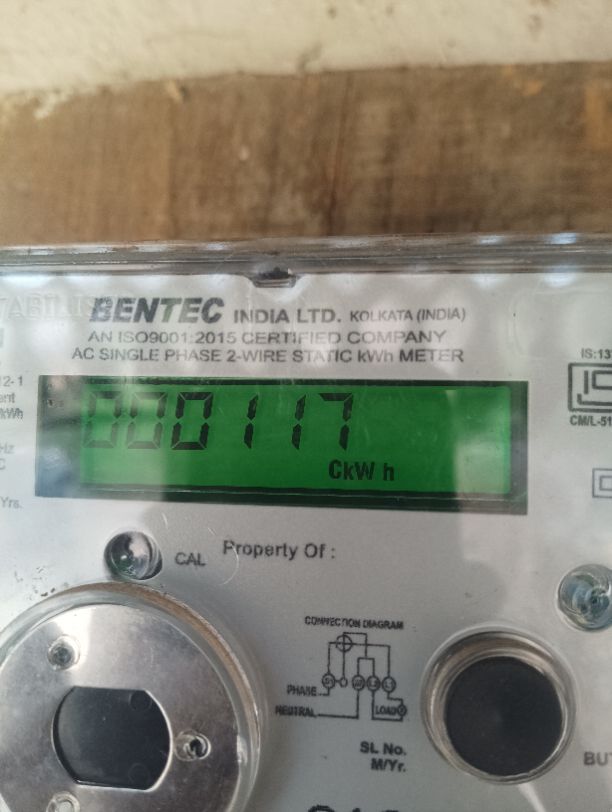 BENTEC INDIA LTD. KOLKATA (INDIA)
AN ISO9001:2015 CERTIFIED COMPANY
AC SINGLE PHASE 2-WIRE STATIC kWh METER
000117
CkW h
CM/L-51
CAL
Property Of :
CONNECTION DIAGRAM
PHASE
NEUTRAL
LOAD
SL No.
M/Yr.